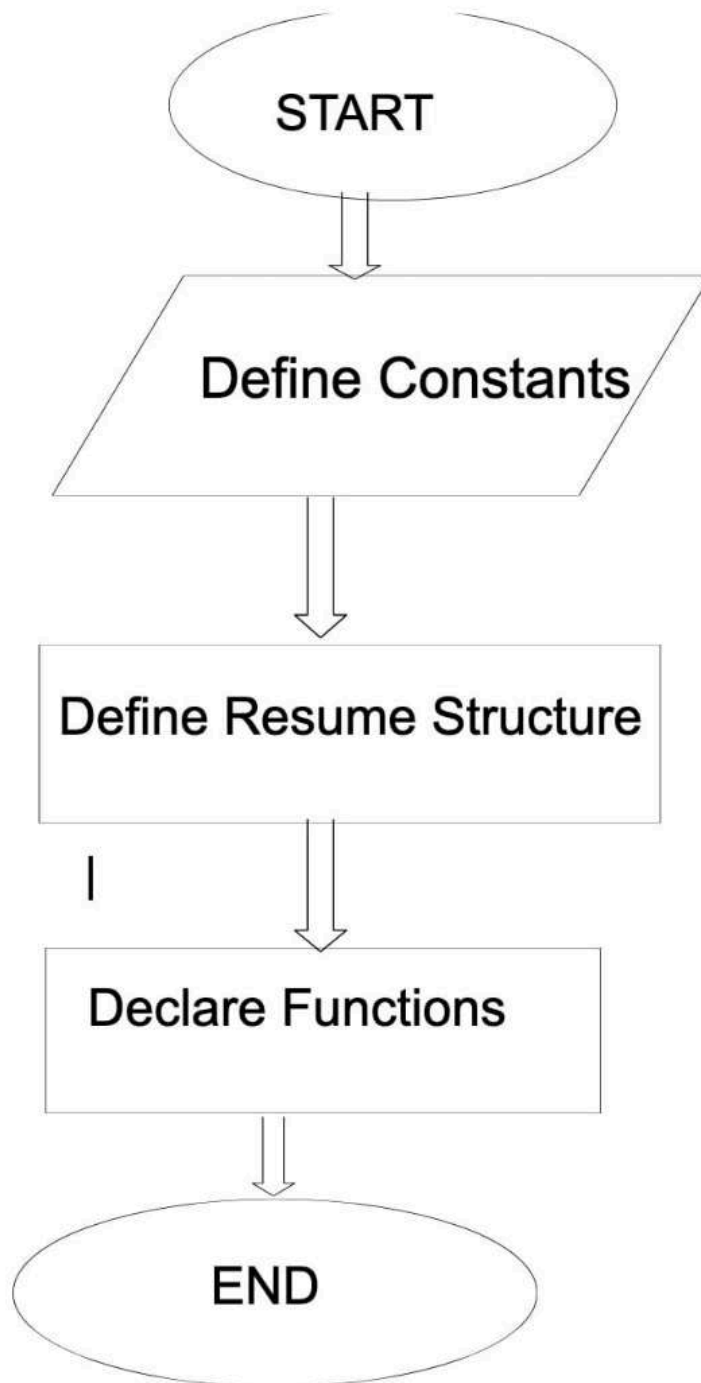 START
Define Constants
Define Resume Structure
|
Declare Functions
END